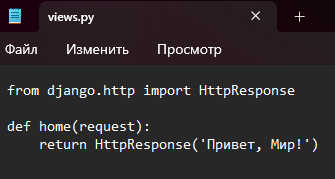 views.py
Файл Изменить Просмотр
from django.http import HttpResponse
def home(request):
    return HttpResponse('Привет, Мир!')